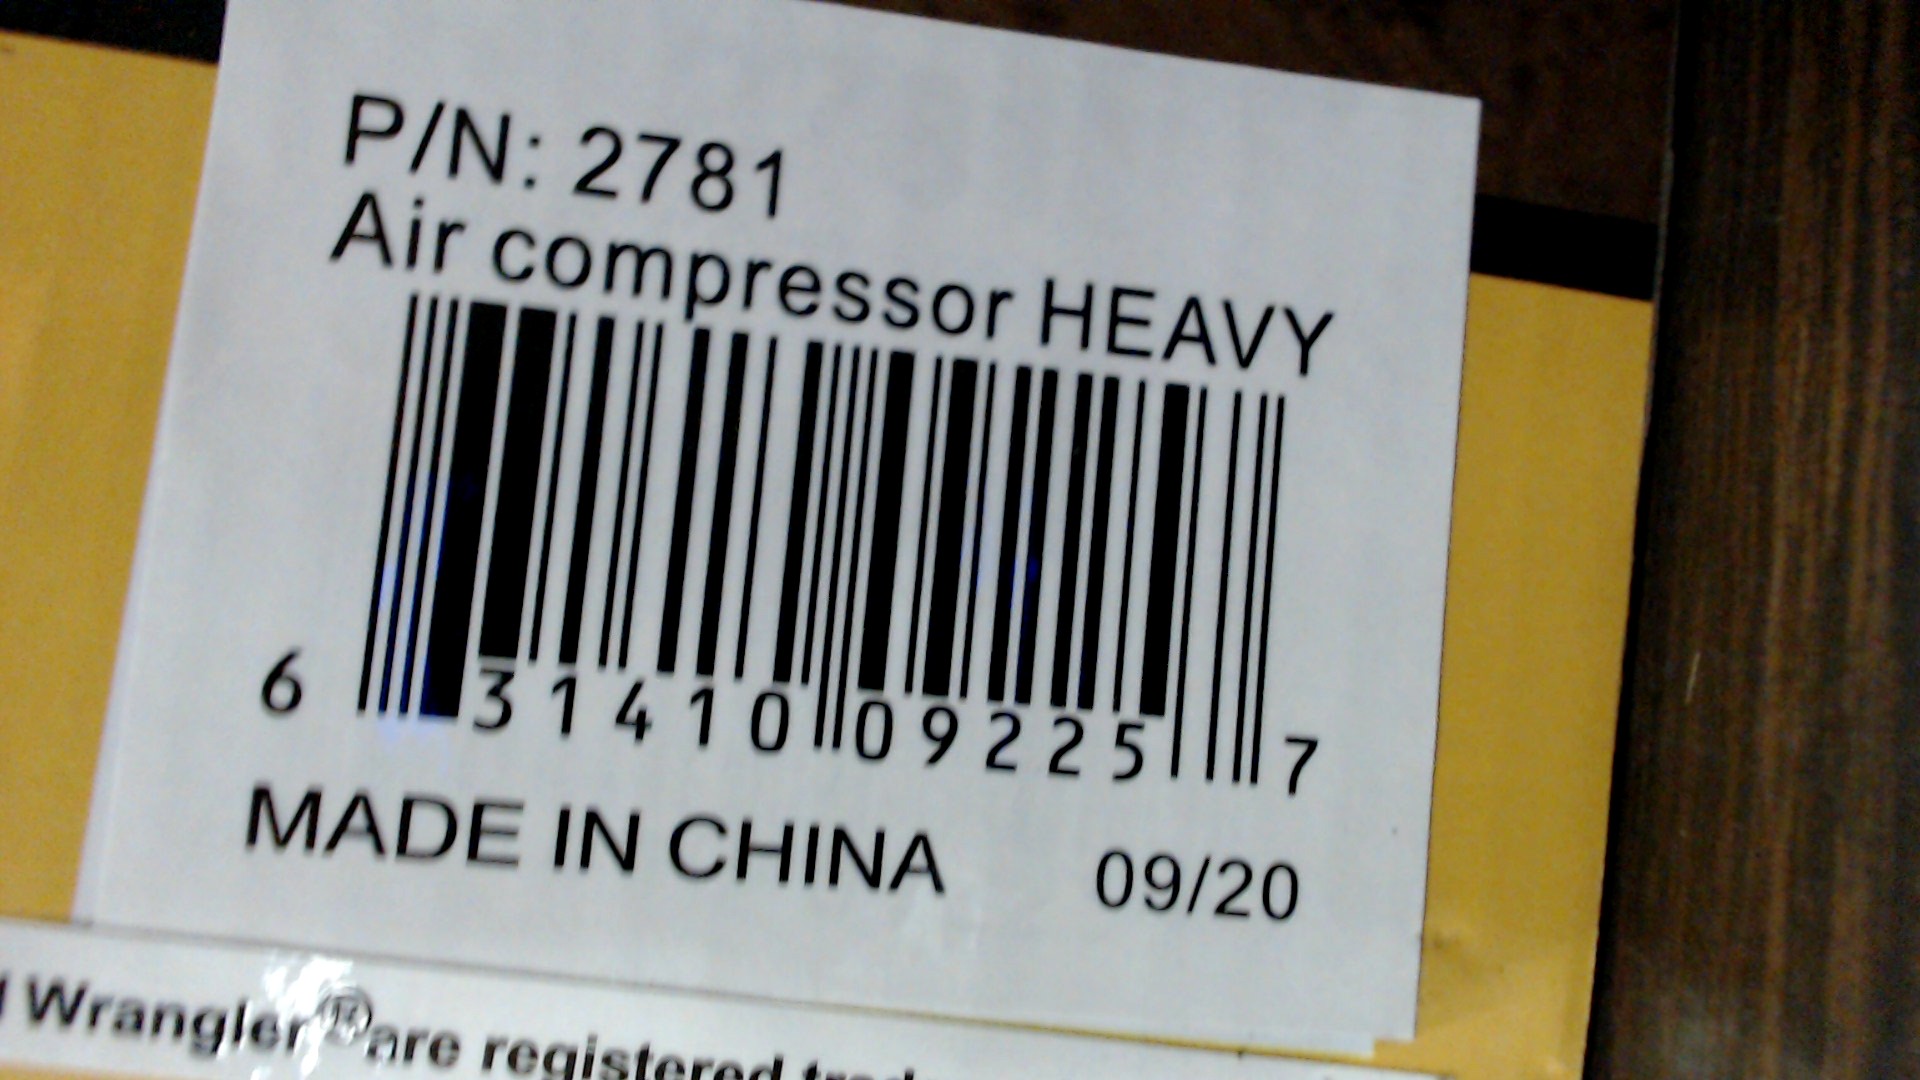 P/N: 2781
Air compressor HEAVY
6 31410 09225 7
MADE IN CHINA 09/20
Wrangler® are registered